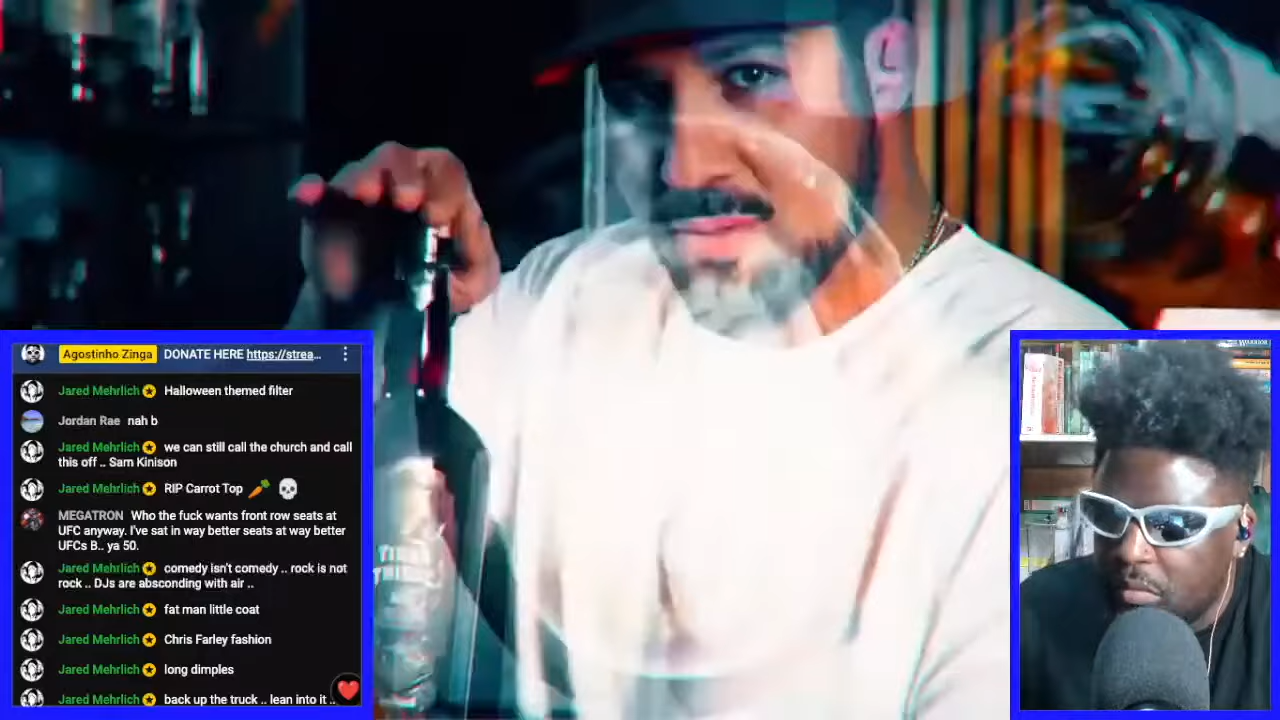 Agostinho Zinga DONATE HERE https://strea...
Jared Mehrlich Halloween themed filter
Jordan Rae nah b
Jared Mehrlich we can still call the church and call
this off .. Sam Kinison
Jared Mehrlich RIP Carrot Top 🥕 💀
MEGATRON Who the fuck wants front row seats at
UFC anyway. I've sat in way better seats at way better
UFCs B.. ya 50.
Jared Mehrlich comedy isn't comedy .. rock is not
rock .. DJs are absconding with air ..
Jared Mehrlich fat man little coat
Jared Mehrlich Chris Farley fashion
Jared Mehrlich long dimples
Jared Mehrlich back up the truck .. lean into it ..